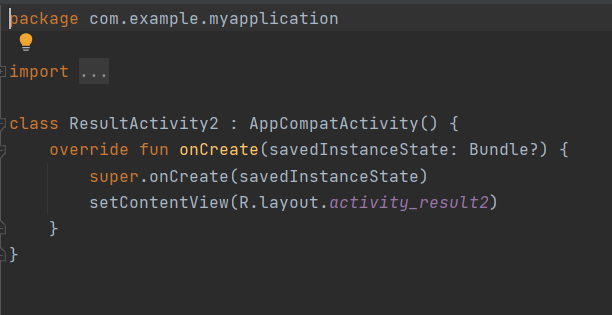 package com.example.myapplication
import ...
class ResultActivity2 : AppCompatActivity() {
    override fun onCreate(savedInstanceState: Bundle?) {
        super.onCreate(savedInstanceState)
        setContentView(R.layout.activity_result2)
    }
}